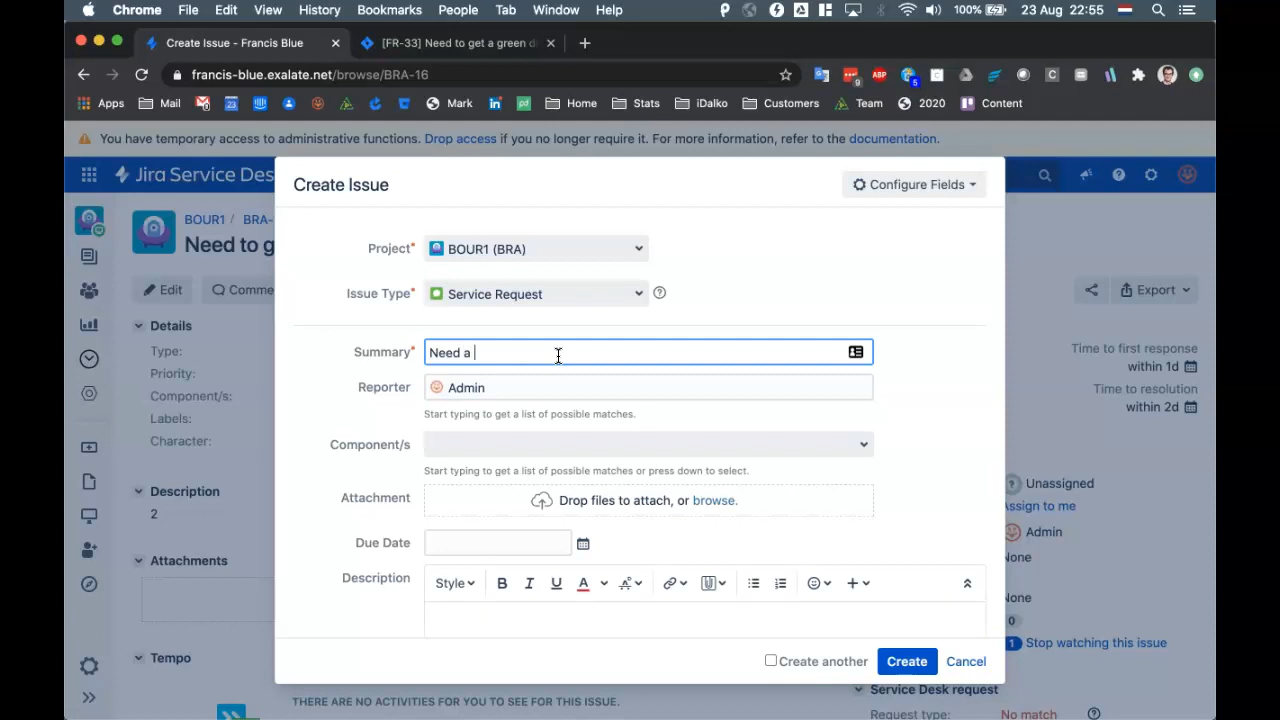 Chrome File Edit View History Bookmarks People Tab Window Help 100% 23 Aug 22:55
Create Issue - Francis Blue [FR-33] Need to get a green d
francis-blue.exalate.net/browse/BRA-16 9 ABP 5
Apps Mail Stats Mark Home Stats iDalko Customers Team 2020 Content
You have temporary access to administrative functions. Drop access if you no longer require it. For more information, refer to the documentation.
Jira Service Des
Create Issue
Configure Fields
BOUR1 / BRA-
Need to g
Edit
Comme
Export
Project* BOUR1 (BRA)
Issue Type* Service Request
Details
Type:
Priority:
Component/s:
Labels:
Character:
Summary* Need a
Reporter Admin
Start typing to get a list of possible matches.
Component/s
Start typing to get a list of possible matches or press down to select.
Attachment Drop files to attach, or browse.
Due Date
Description Style B I U A
Time to first response
within 1d
Time to resolution
within 2d
Description
2
Attachments
Tempo
Unassigned
Assign to me
Admin
None
None
0
1 Stop watching this issue
Create another Create Cancel
THERE ARE NO ACTIVITIES FOR YOU TO SEE FOR THIS ISSUE.
Service Desk request
Request type: No match